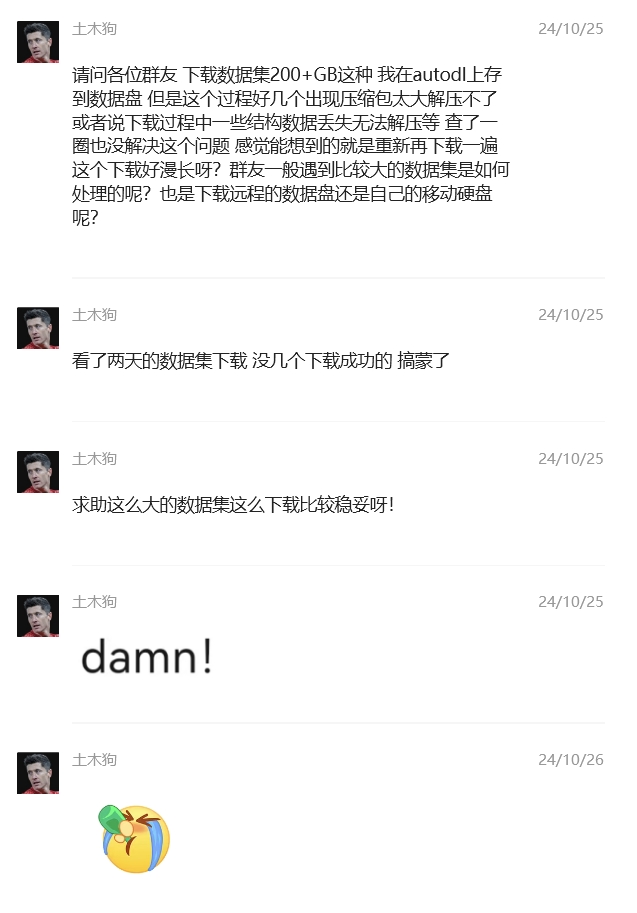 土木狗
24/10/25
请问各位群友 下载数据集200+GB这种 我在autodl上存
到数据盘 但是这个过程好几个出现压缩包太大解压不了
或者说下载过程中一些结构数据丢失无法解压等 查了一
圈也没解决这个问题 感觉能想到的就是重新再下载一遍
这个下载好漫长呀？群友一般遇到比较大的数据集是如何
处理的呢？也是下载远程的数据盘还是自己的移动硬盘
呢？
土木狗
24/10/25
看了两天的数据集下载 没几个下载成功的 搞蒙了
土木狗
24/10/25
求助这么大的数据集这么下载比较稳妥呀！
土木狗
24/10/25
damn！
土木狗
24/10/26